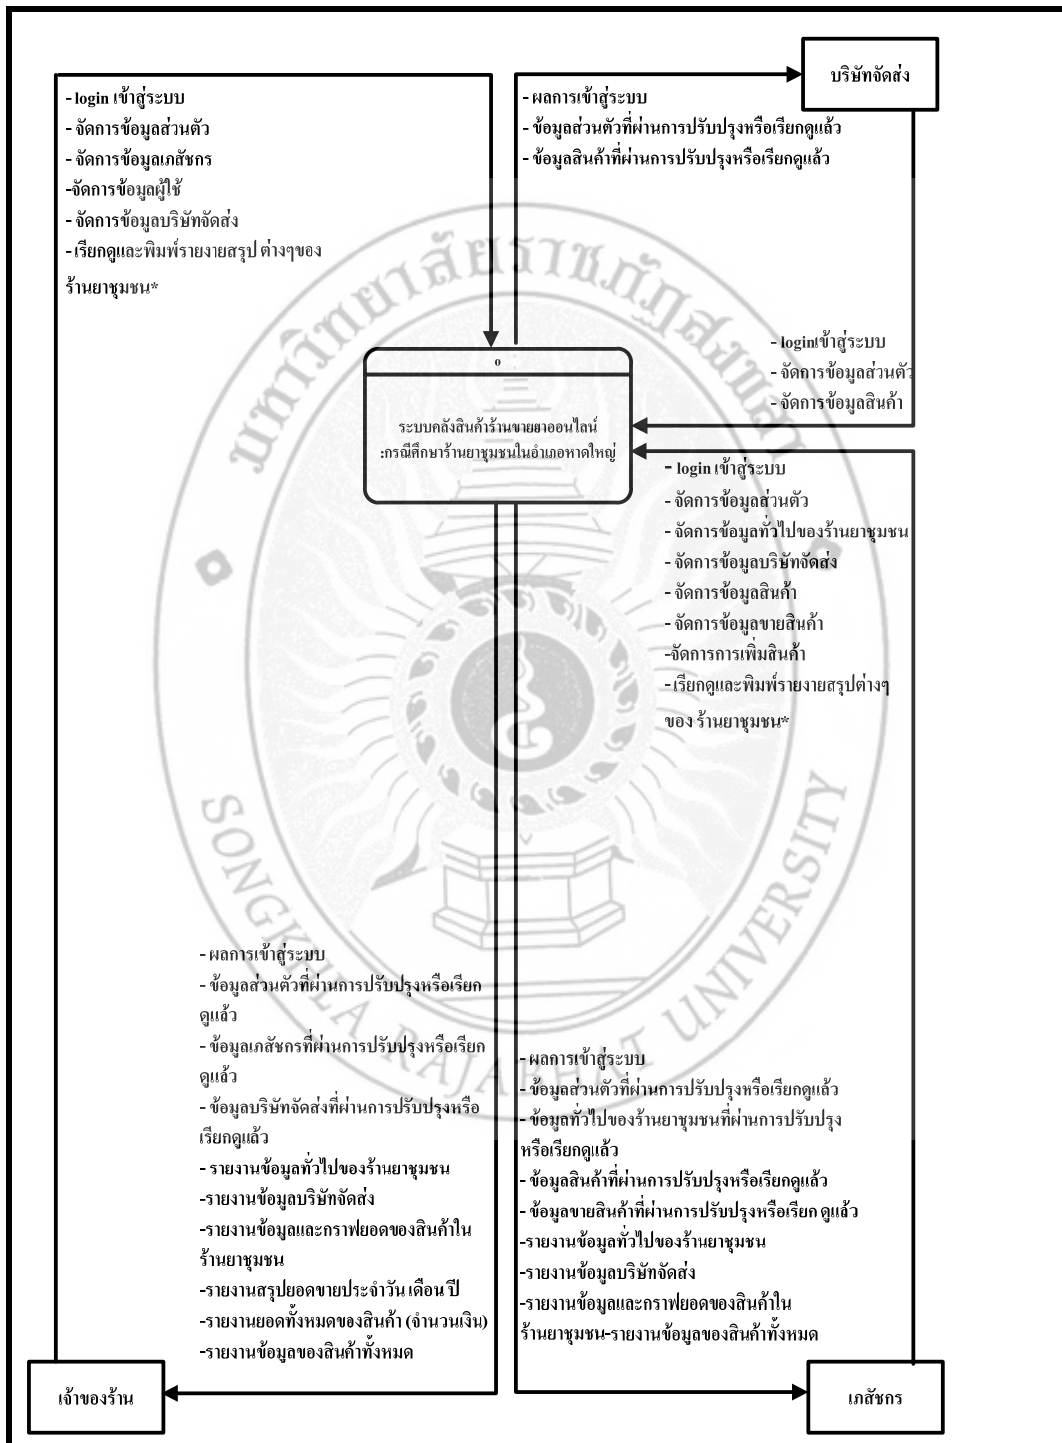 บริษัทจัดส่ง
- login เข้าสู่ระบบ
- จัดการข้อมูลส่วนตัว
- จัดการข้อมูลเภสัชกร
-จัดการข้อมูลผู้ใช้
- จัดการข้อมูลบริษัทจัดส่ง
-เรียกดูและพิมพ์รายงายสรุป ต่างๆของ
ร้านยาชุมชน*
- ผลการเข้าสู่ระบบ
- ข้อมูลส่วนตัวที่ผ่านการปรับปรุงหรือเรียกดูแล้ว
- ข้อมูลสินค้าที่ผ่านการปรับปรุงหรือเรียกดูแล้ว
มหาวิทยาลัยราชภัฏสงขลา
- loginเข้าสู่ระบบ
- จัดการข้อมูลส่วนตัว
- จัดการข้อมูลสินค้า
0
ระบบคลังสินค้าร้านขายยาออนไลน์
:กรณีศึกษาร้านยาชุมชนในอำเภอหาดใหญ่
- login เข้าสู่ระบบ
- จัดการข้อมูลส่วนตัว
- จัดการข้อมูลทั่วไปของร้านยาชุมชน
- จัดการข้อมูลบริษัทจัดส่ง
- จัดการข้อมูลสินค้า
- จัดการข้อมูลขายสินค้า
-จัดการการเพิ่มสินค้า
-เรียกดูและพิมพ์รายงายสรุปต่างๆ
ของ ร้านยาชุมชน*
SONGKHLA RAJABHAT UNIVERSITY
- ผลการเข้าสู่ระบบ
- ข้อมูลส่วนตัวที่ผ่านการปรับปรุงหรือเรียก
ดูแล้ว
- ข้อมูลเภสัชกรที่ผ่านการปรับปรุงหรือเรียก
ดูแล้ว
- ข้อมูลบริษัทจัดส่งที่ผ่านการปรับปรุงหรือ
เรียกดูแล้ว
- รายงานข้อมูลทั่วไปของร้านยาชุมชน
-รายงานข้อมูลบริษัทจัดส่ง
-รายงานข้อมูลและกราฟยอดของสินค้าใน
ร้านยาชุมชน
-รายงานสรุปยอดขายประจำวัน เดือน ปี
-รายงานยอดทั้งหมดของสินค้า (จำนวนเงิน)
-รายงานข้อมูลของสินค้าทั้งหมด
- ผลการเข้าสู่ระบบ
- ข้อมูลส่วนตัวที่ผ่านการปรับปรุงหรือเรียกดูแล้ว
- ข้อมูลทั่วไปของร้านยาชุมชนที่ผ่านการปรับปรุง
หรือเรียกดูแล้ว
- ข้อมูลสินค้าที่ผ่านการปรับปรุงหรือเรียกดูแล้ว
- ข้อมูลขายสินค้าที่ผ่านการปรับปรุงหรือเรียก ดูแล้ว
-รายงานข้อมูลทั่วไปของร้านยาชุมชน
-รายงานข้อมูลบริษัทจัดส่ง
-รายงานข้อมูลและกราฟยอดของสินค้าใน
ร้านยาชุมชน-รายงานข้อมูลของสินค้าทั้งหมด
เจ้าของร้าน
เภสัชกร